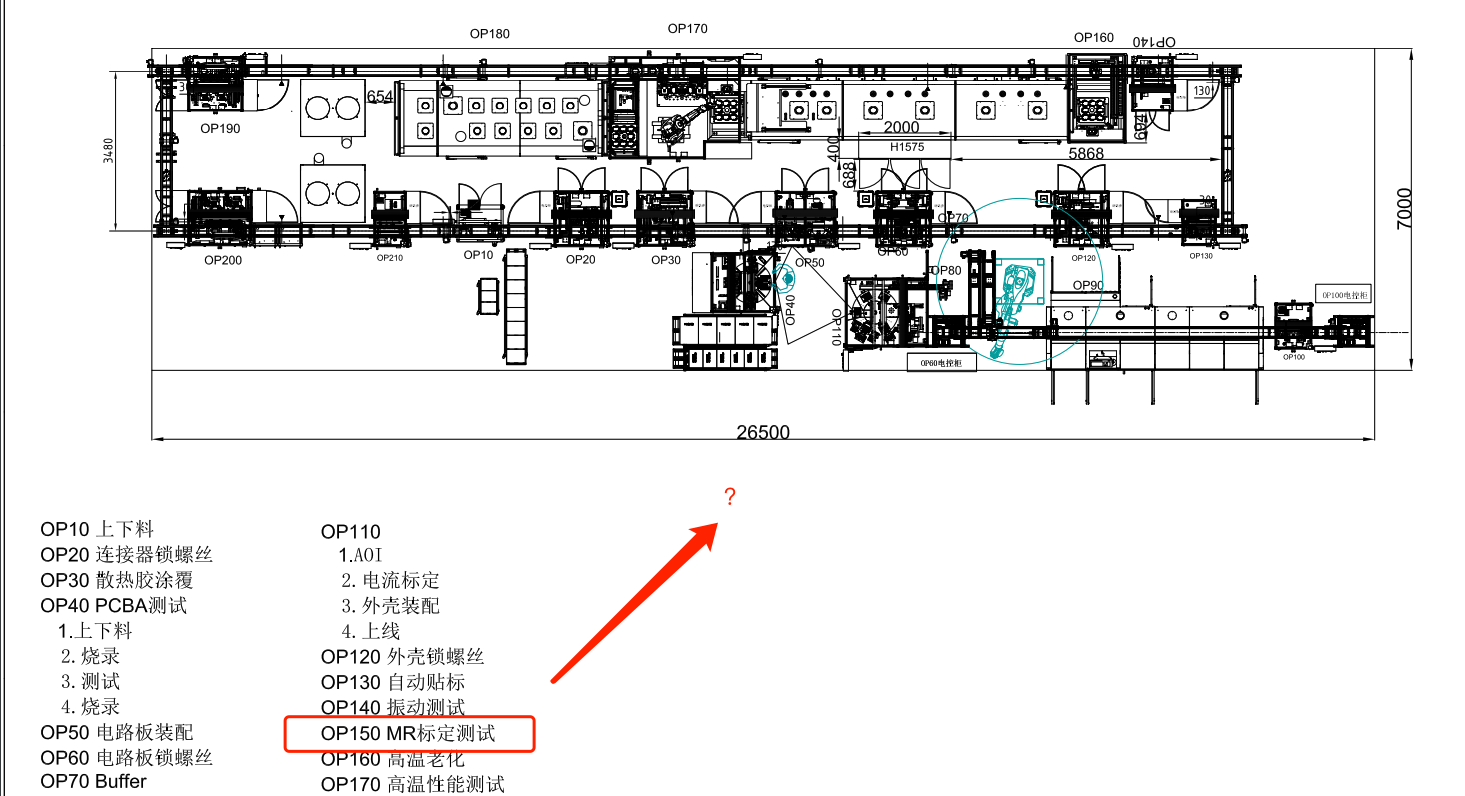 OP180
OP170
OP160
OP140
654
130
694
OP190
2000
H1575
400
688
5868
3480
7000
OP200
OP210
OP10
OP20
OP30
OP50
OP60
OP70
OP120
OP130
OP40
OP110
OP80
OP90
OP100电控柜
OP60电控柜
OP100
26500
?
OP10 上下料
OP20 连接器锁螺丝
OP30 散热胶涂覆
OP40 PCBA测试
1.上下料
2.烧录
3.测试
4.烧录
OP50 电路板装配
OP60 电路板锁螺丝
OP70 Buffer
OP110
1.AOI
2.电流标定
3.外壳装配
4.上线
OP120 外壳锁螺丝
OP130 自动贴标
OP140 振动测试
OP150 MR标定测试
OP160 高温老化
OP170 高温性能测试